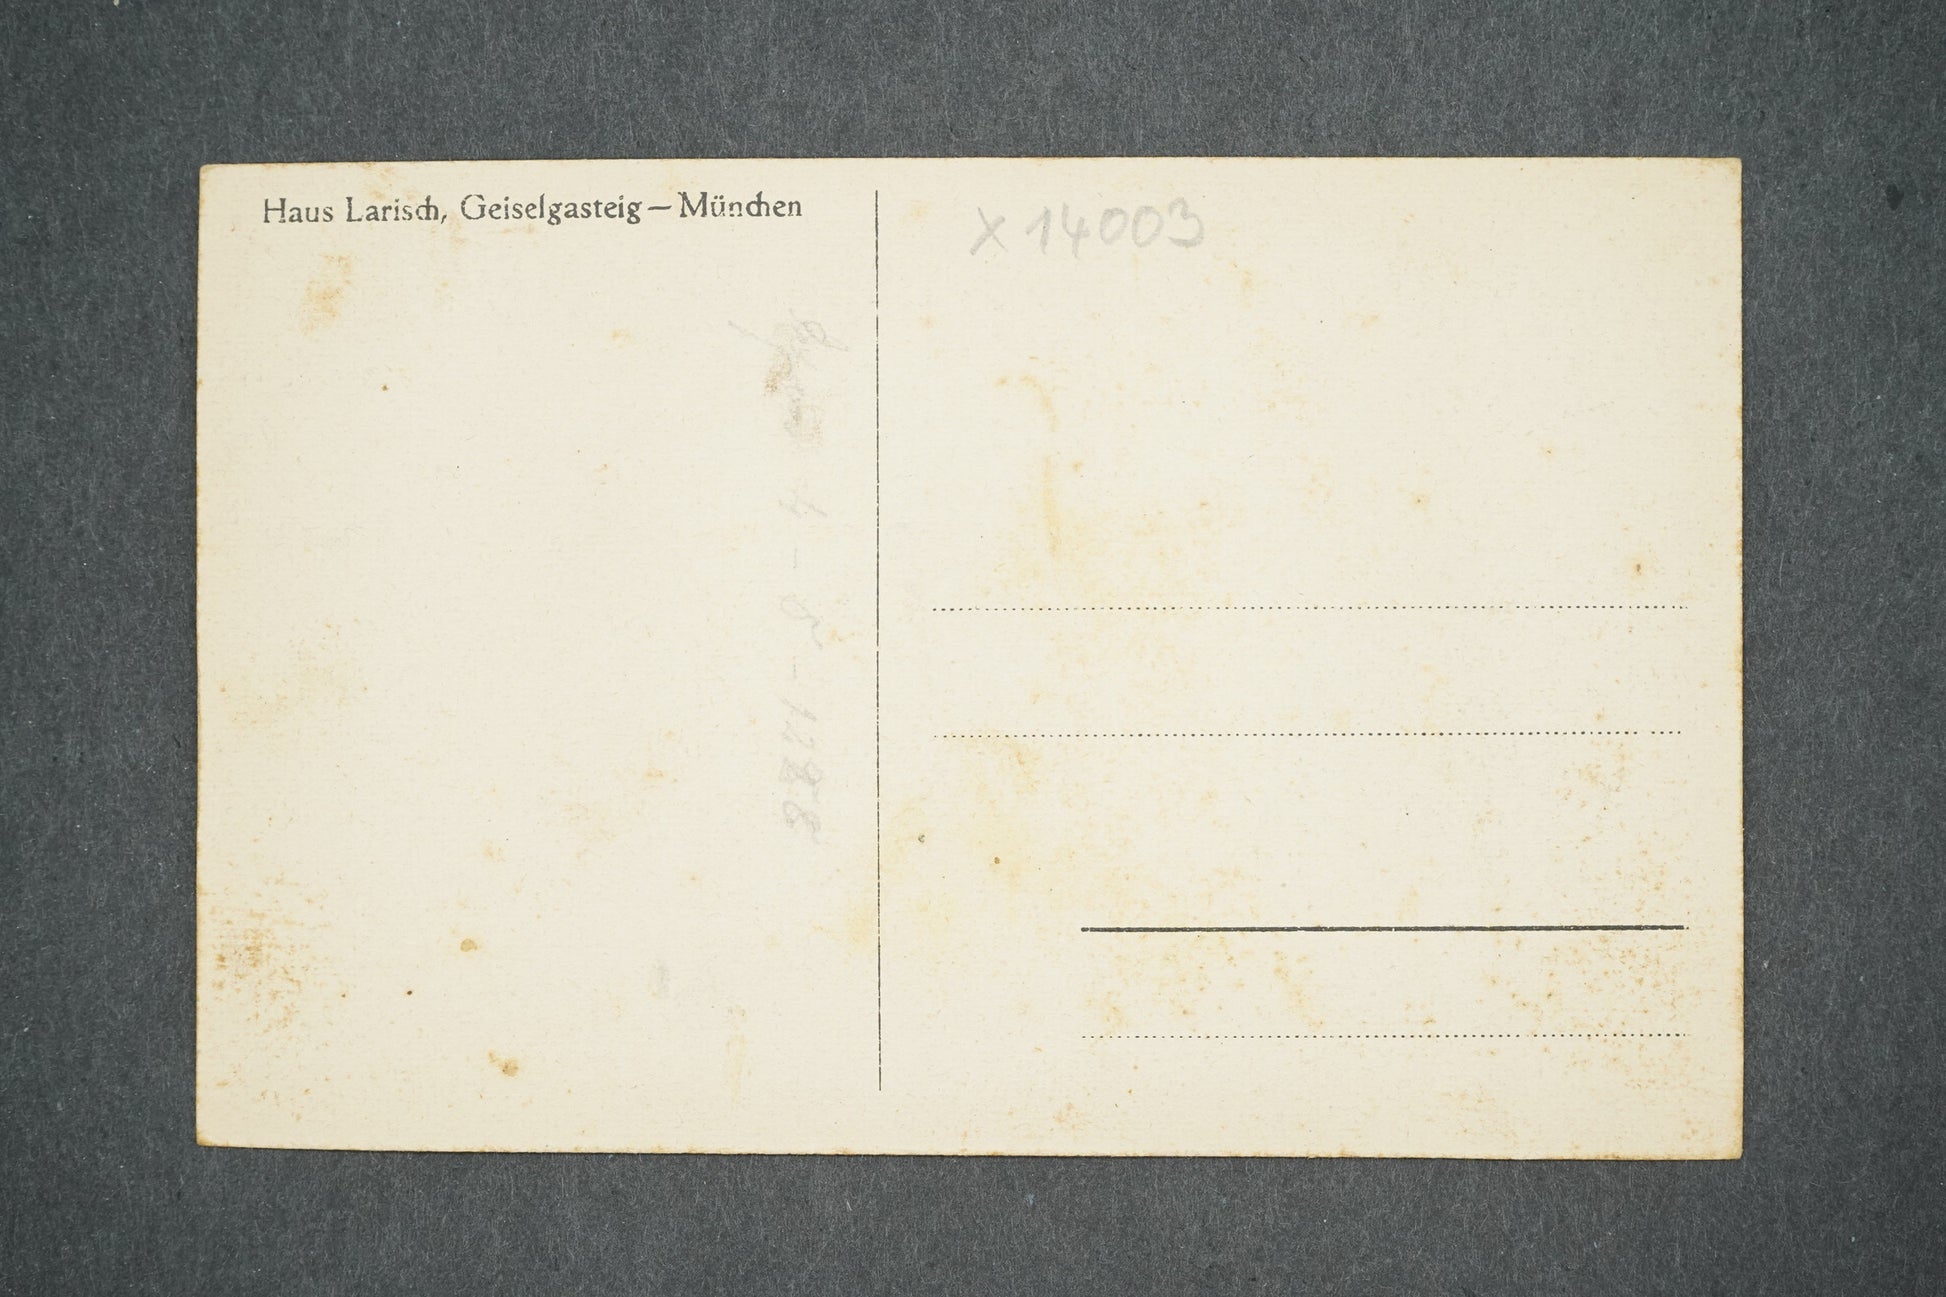 Haus Larisch, Geiselgasteig — München
X 14003